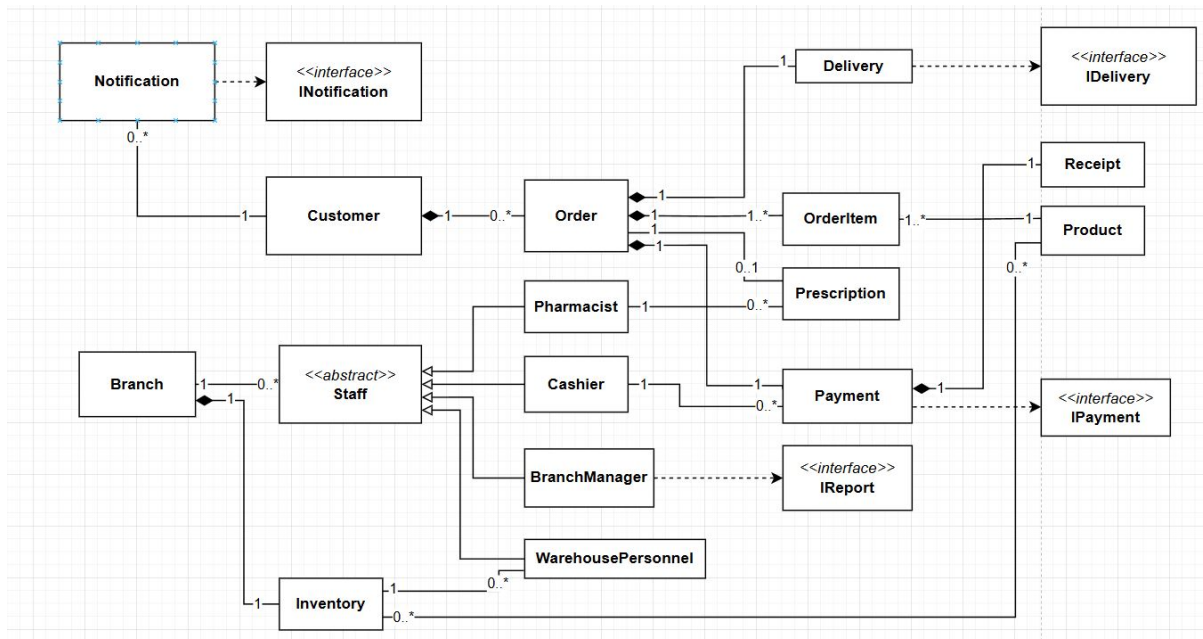 Notification
<<interface>>
INotification
1
Delivery
<<interface>>
IDelivery
0..*
1
1
Receipt
1
Customer
1
0..*
Order
1
1..*
OrderItem
1..*
1
Product
1
1
0..*
0..1
Prescription
Pharmacist
1
0..*
Branch
1
0..*
<<abstract>>
Staff
Cashier
1
1
0..*
Payment
1
<<interface>>
IPayment
1
BranchManager
<<interface>>
IReport
WarehousePersonnel
0..*
1
1
Inventory
0..*